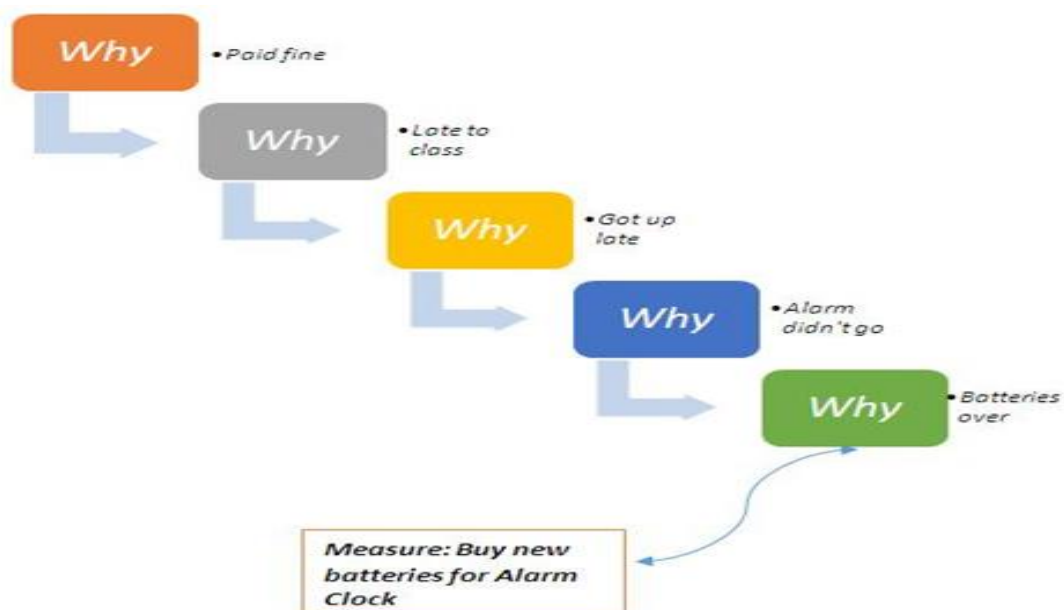 Why
• Paid fine
Why
• Late to
class
Why
• Got up
late
Why
• Alarm
didn't go
Why
• Batteries
over
Measure: Buy new
batteries for Alarm
Clock